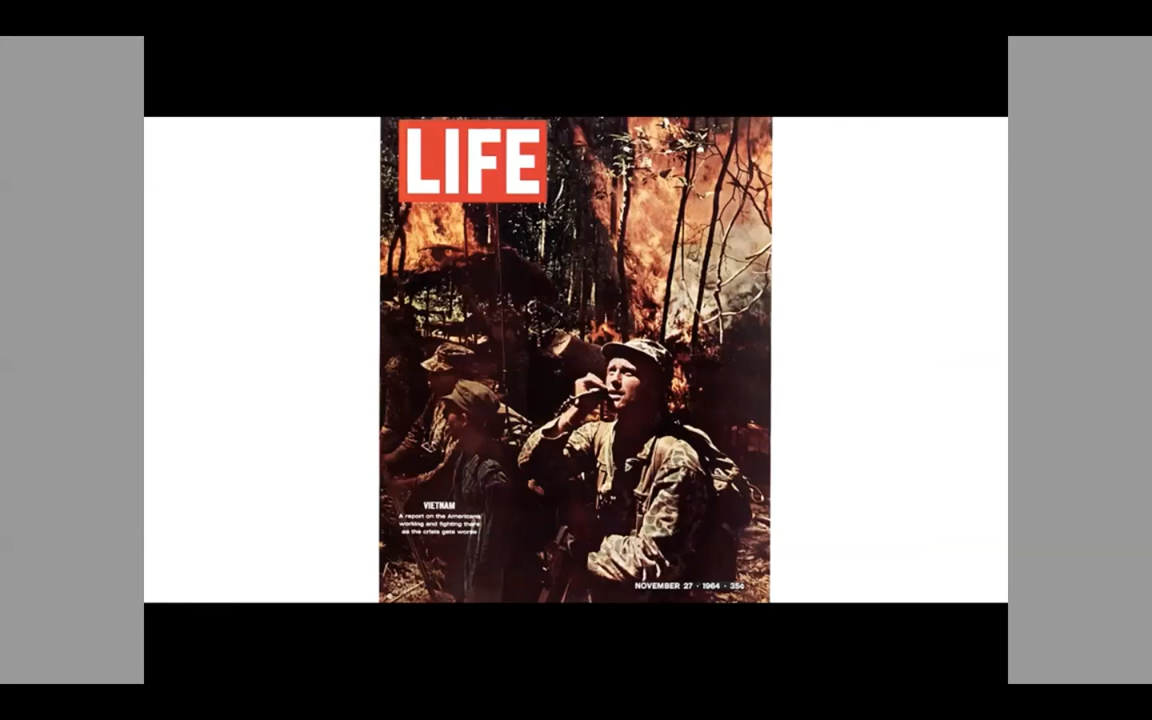 LIFE
VIETNAM
A report on the Americans
working and fighting there
as the crisis gets worse
NOVEMBER 27 · 1964 · 35¢